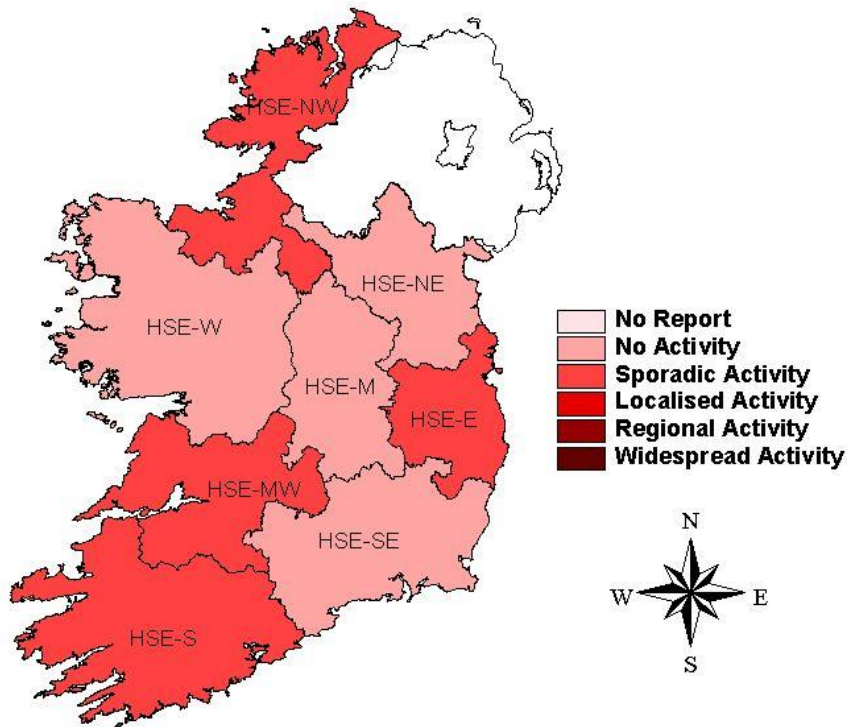 HSE-NW
HSE-NE
HSE-W
HSE-M
HSE-E
HSE-MW
HSE-SE
HSE-S
No Report
No Activity
Sporadic Activity
Localised Activity
Regional Activity
Widespread Activity
N
W E
S